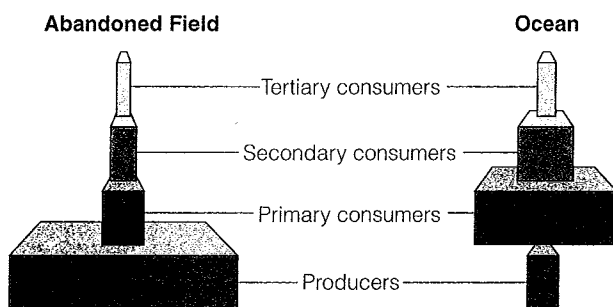 Abandoned Field
Ocean
Tertiary consumers
Secondary consumers
Primary consumers
Producers